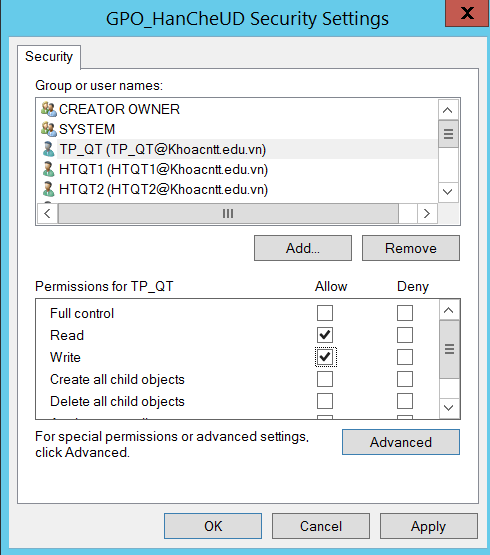 GPO_HanCheUD Security Settings
X
Security
Group or user names:
CREATOR OWNER
SYSTEM
TP_QT (TP_QT@Khoacntt.edu.vn)
HTQT1 (HTQT1@Khoacntt.edu.vn)
HTQT2 (HTQT2@Khoacntt.edu.vn)
Add... Remove
Permissions for TP_QT Allow Deny
Full control
Read
Write
Create all child objects
Delete all child objects
For special permissions or advanced settings, Advanced
click Advanced.
OK Cancel Apply